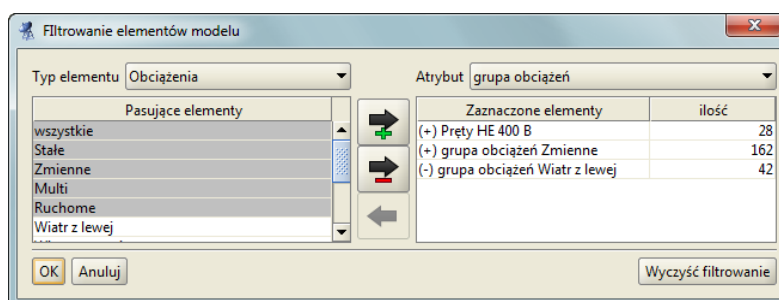 FIltrowanie elementów modelu
Typ elementu Obciążenia Atrybut grupa obciążeń
Pasujące elementy Zaznaczone elementy ilość
wszystkie (+) Pręty HE 400 B 28
Stałe (+) grupa obciążeń Zmienne 162
Zmienne (-) grupa obciążeń Wiatr z lewej 42
Multi
Ruchome
Wiatr z lewej
OK Anuluj Wyczyść filtrowanie